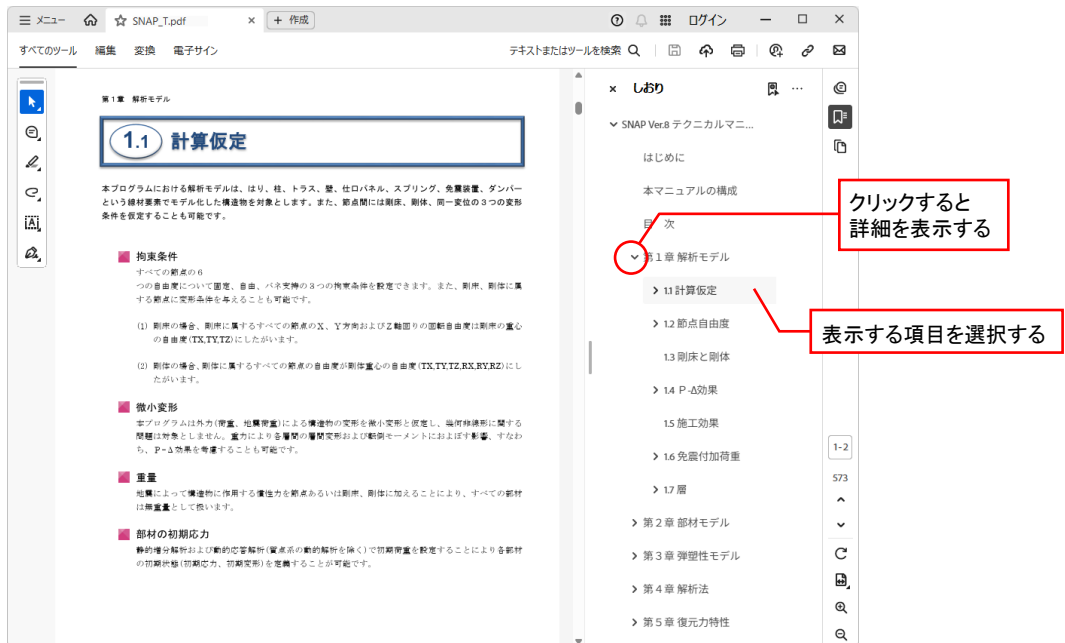 メニュー
SNAP_T.pdf
×
+ 作成
ログイン
すべてのツール 編集 変換 電子サイン
テキストまたはツールを検索
第1章 解析モデル
1.1 計算仮定
本プログラムにおける解析モデルは、はり、柱、トラス、壁、仕口パネル、スプリング、免震装置、ダンパー
という線材要素でモデル化した構造物を対象とします。また、節点間には剛床、剛体、同一変位の3つの変形
条件を仮定することも可能です。
拘束条件
すべての節点の6
つの自由度について固定、自由、バネ支持の3つの拘束条件を設定できます。また、剛床、剛体に属
する節点に変形条件を与えることも可能です。
(1) 剛床の場合、剛床に属するすべての節点のX、Y方向およびZ軸回りの回転自由度は剛床の重心
の自由度(TX,TY,TZ)にしたがいます。
(2) 剛体の場合、剛体に属するすべての節点の自由度が剛体重心の自由度(TX,TY,TZ,RX,RY,RZ)にし
たがいます。
微小変形
本プログラムは外力(荷重、地震荷重)による構造物の変形を微小変形と仮定し、幾何非線形に関する
問題は対象としません。重力により各層間の層間変形および転倒モーメントにおよぼす影響、すなわ
ち、P-Δ効果を考慮することも可能です。
重量
地震によって構造物に作用する慣性力を節点あるいは剛床、剛体に加えることにより、すべての部材
は無重量として扱います。
部材の初期応力
静的増分解析および動的応答解析(質点系の動的解析を除く)で初期荷重を設定することにより各部材
の初期状態(初期応力、初期変形)を定義することが可能です。
× しおり
SNAP Ver.8 テクニカルマニ...
はじめに
本マニュアルの構成
目 次
第1章 解析モデル
1.1 計算仮定
1.2 節点自由度
1.3 剛床と剛体
1.4 P-Δ効果
1.5 施工効果
1.6 免震付加荷重
1.7 層
第2章 部材モデル
第3章 弾塑性モデル
第4章 解析法
第5章 復元力特性
クリックすると
詳細を表示する
表示する項目を選択する
1-2
573